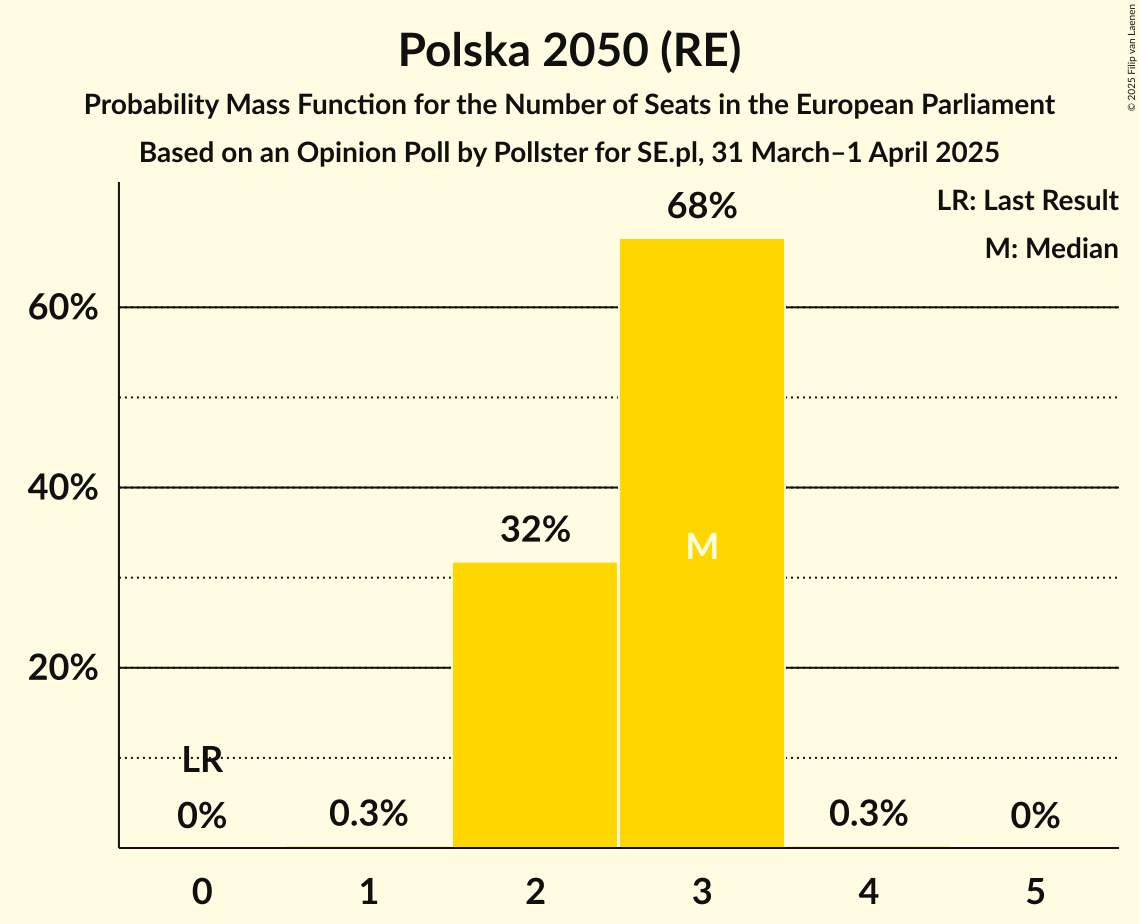 Polska 2050 (RE)
Probability Mass Function for the Number of Seats in the European Parliament
Based on an Opinion Poll by Pollster for SE.pl, 31 March–1 April 2025
© 2025 Filip van Laenen
LR: Last Result
M: Median
68%
60%
40%
32%
M
20%
LR
0%
0.3%
0.3%
0%
0
1
2
3
4
5